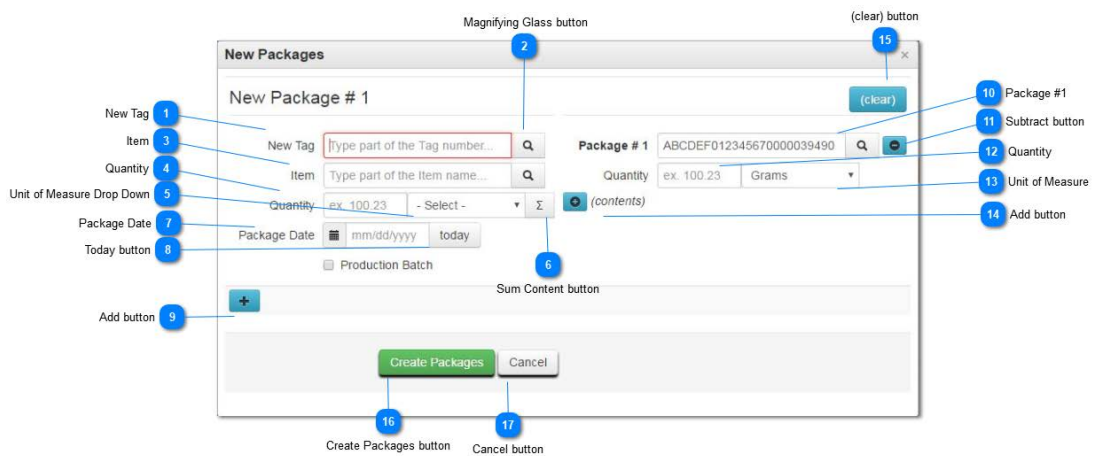 (clear) button
Magnifying Glass button
15
2
New Packages ×
New Package # 1 (clear)
10 Package #1
New Tag 1
11 Subtract button
Item 3
New Tag Type part of the Tag number... Package # 1 ABCDEF012345670000039490
12 Quantity
Quantity 4
Item Type part of the Item name... Quantity ex. 100.23 Grams
13 Unit of Measure
Unit of Measure Drop Down 5
Quantity ex. 100.23 - Select - Σ (contents)
14 Add button
Package Date 7
Package Date mm/dd/yyyy today
Today button 8
Production Batch
6
Sum Content button
+
Add button 9
Create Packages Cancel
16
17
Create Packages button
Cancel button